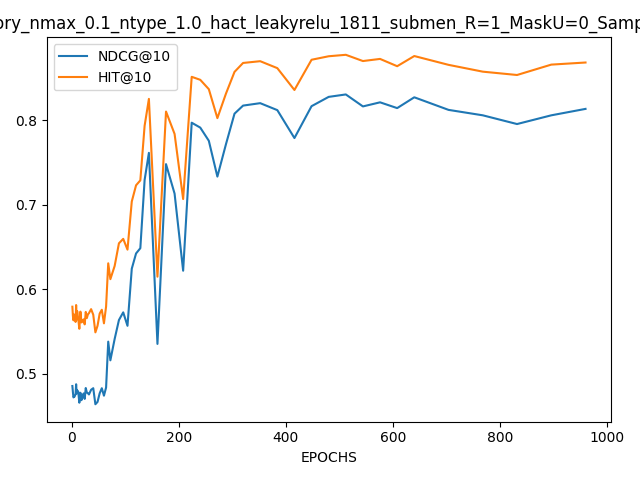 ory_nmax_0.1_ntype_1.0_hact_leakyrelu_1811_submen_R=1_MaskU=0_Samp
NDCG@10
HIT@10
0.8
0.7
0.6
0.5
0 200 400 600 800 1000
EPOCHS